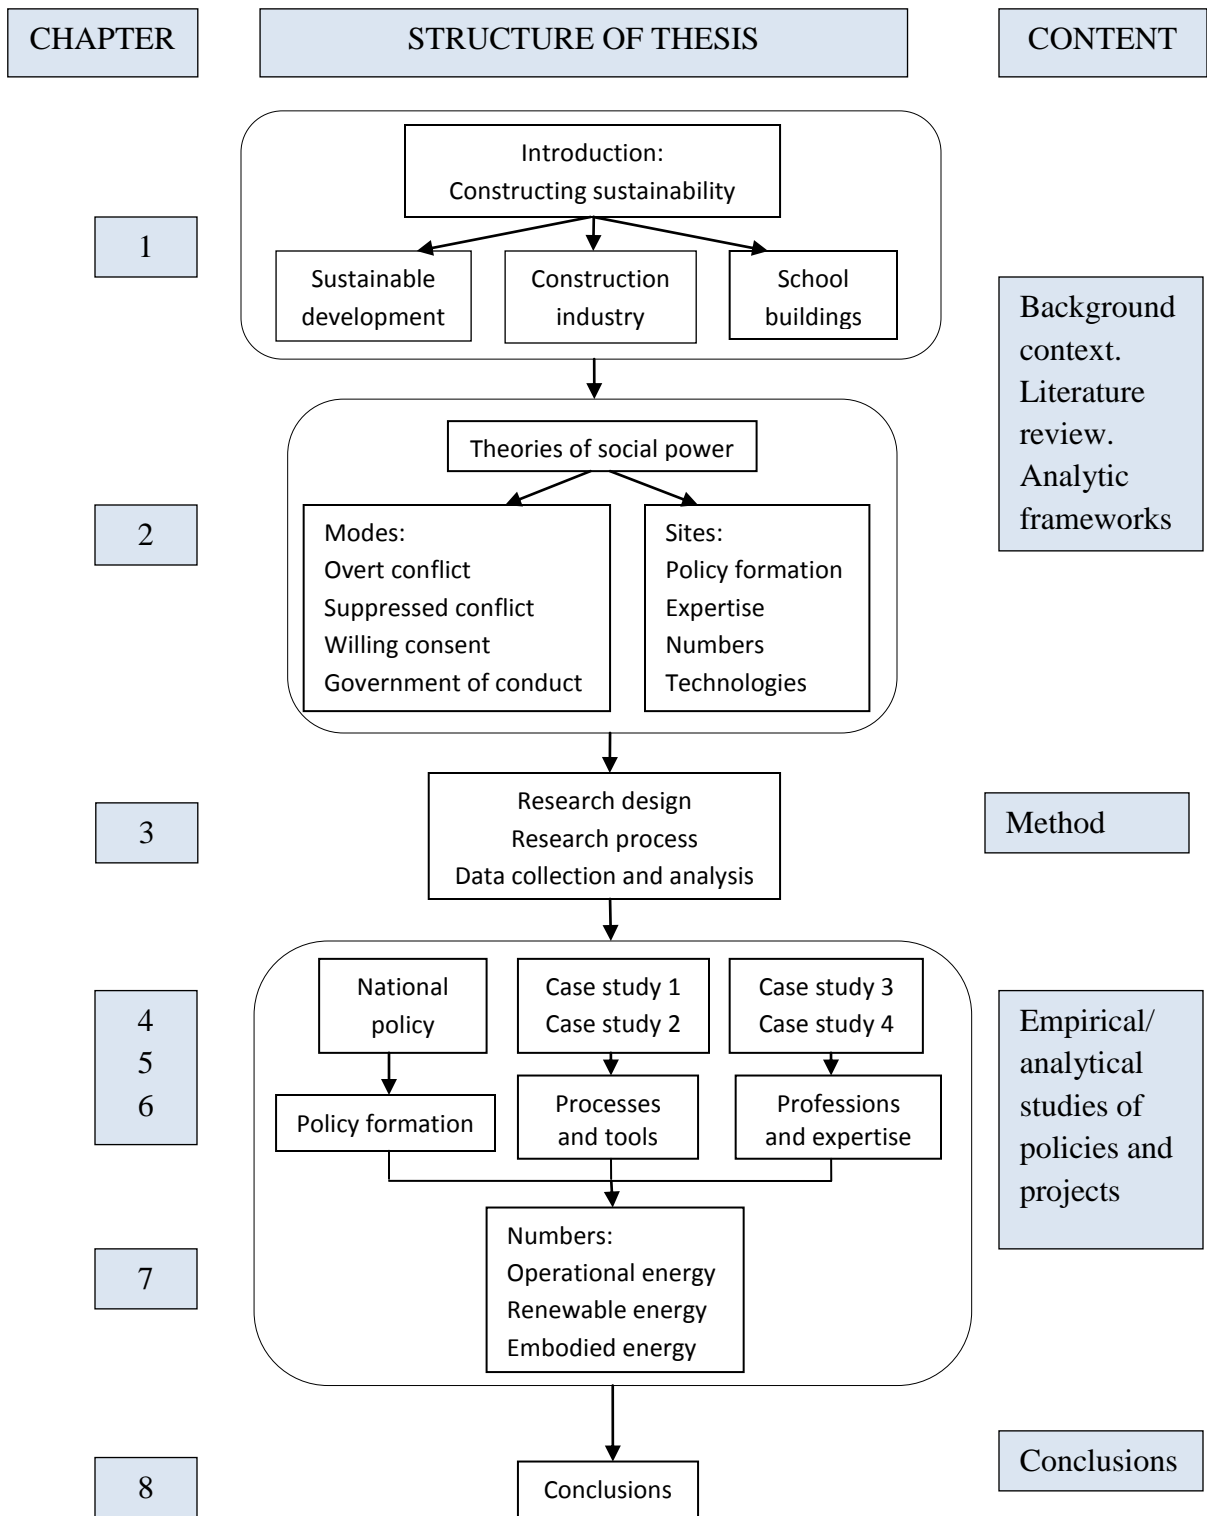 CHAPTER
STRUCTURE OF THESIS
CONTENT
Introduction:
Constructing sustainability
1
Sustainable
development
Construction
industry
School
buildings
Background
context.
Literature
review.
Analytic
frameworks
Theories of social power
2
Modes:
Overt conflict
Suppressed conflict
Willing consent
Government of conduct
Sites:
Policy formation
Expertise
Numbers
Technologies
3
Research design
Research process
Data collection and analysis
Method
4
5
6
National
policy
Case study 1
Case study 2
Case study 3
Case study 4
Policy formation
Processes
and tools
Professions
and expertise
Empirical/
analytical
studies of
policies and
projects
7
Numbers:
Operational energy
Renewable energy
Embodied energy
8
Conclusions
Conclusions